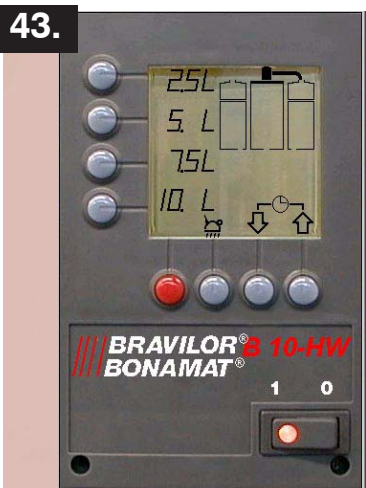 43.
2.5L
5. L
7.5L
10. L
BRAVILOR® B 10-HW
BONAMAT®
1 0